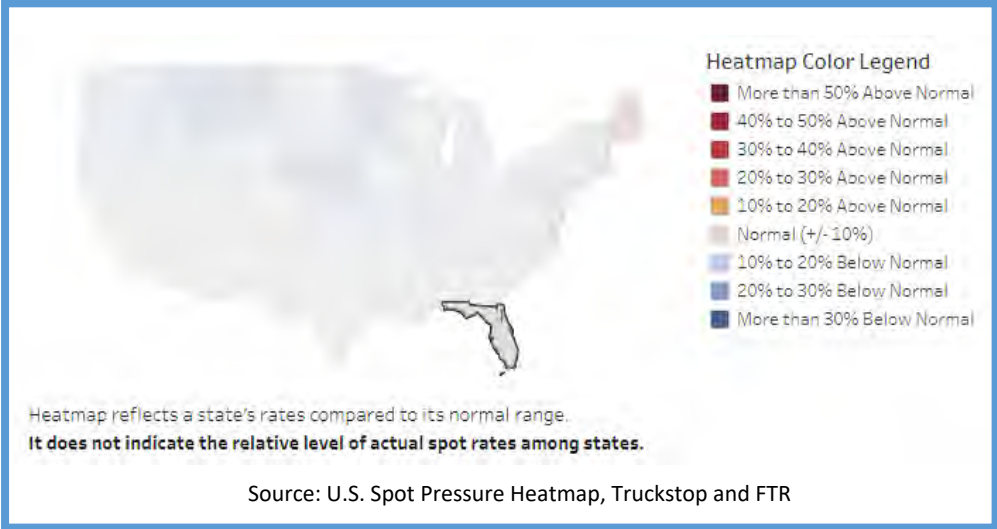 Heatmap Color Legend
More than 50% Above Normal
40% to 50% Above Normal
30% to 40% Above Normal
20% to 30% Above Normal
10% to 20% Above Normal
Normal (+/- 10%)
10% to 20% Below Normal
20% to 30% Below Normal
More than 30% Below Normal
Heatmap reflects a state's rates compared to its normal range.
It does not indicate the relative level of actual spot rates among states.
Source: U.S. Spot Pressure Heatmap, Truckstop and FTR